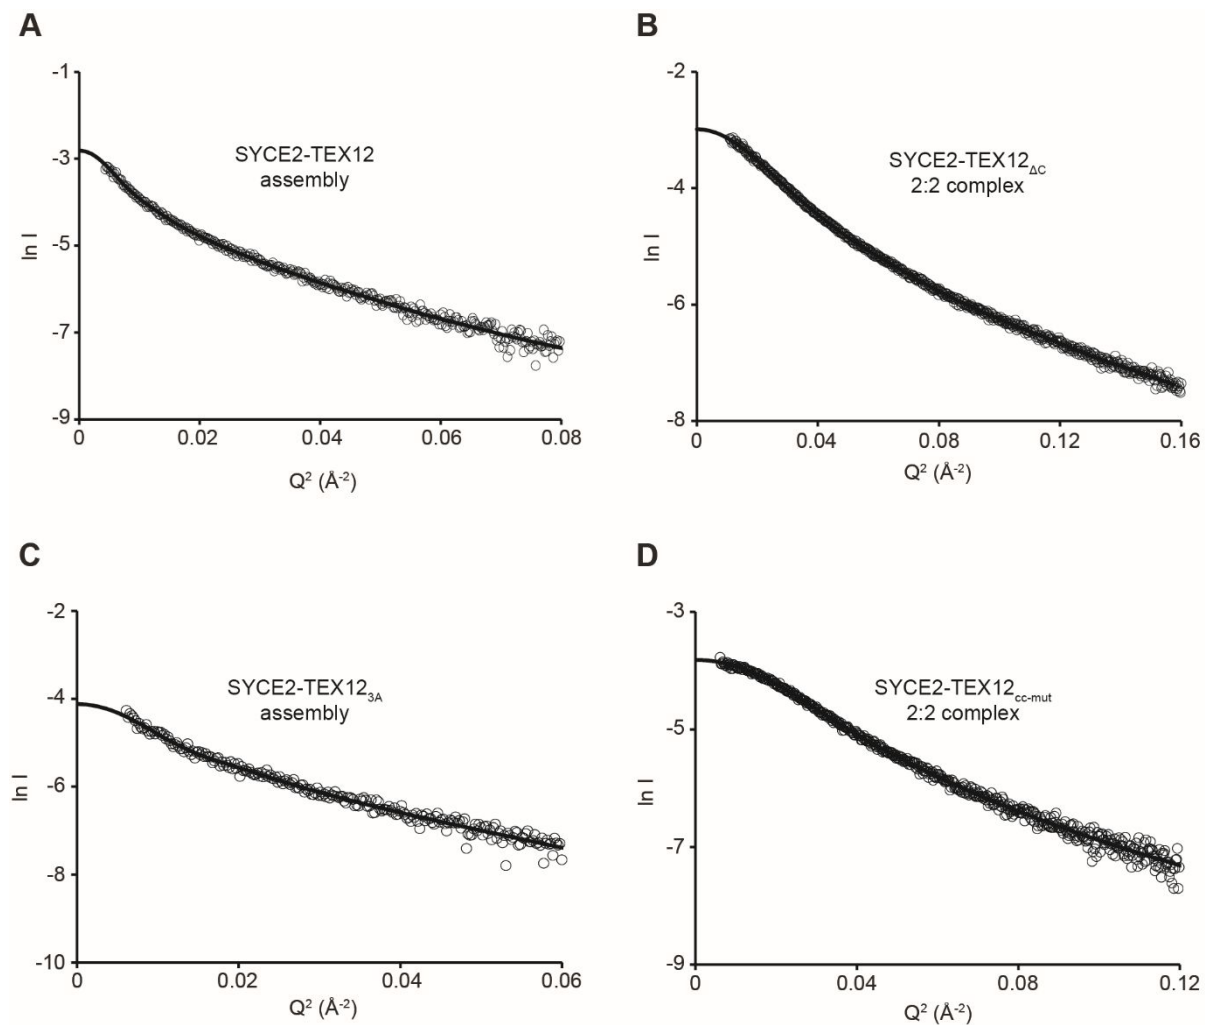 A
-1
-3
-5
-7
-9
ln I
SYCE2-TEX12
assembly
0
0.02
0.04
0.06
0.08
Q² (Å⁻²)
B
-2
-4
-6
-8
ln I
SYCE2-TEX12ΔC
2:2 complex
0
0.04
0.08
0.12
0.16
Q² (Å⁻²)
C
-2
-4
-6
-8
-10
ln I
SYCE2-TEX123A
assembly
0
0.02
0.04
0.06
Q² (Å⁻²)
D
-3
-5
-7
-9
ln I
SYCE2-TEX12cc-mut
2:2 complex
0
0.04
0.08
0.12
Q² (Å⁻²)